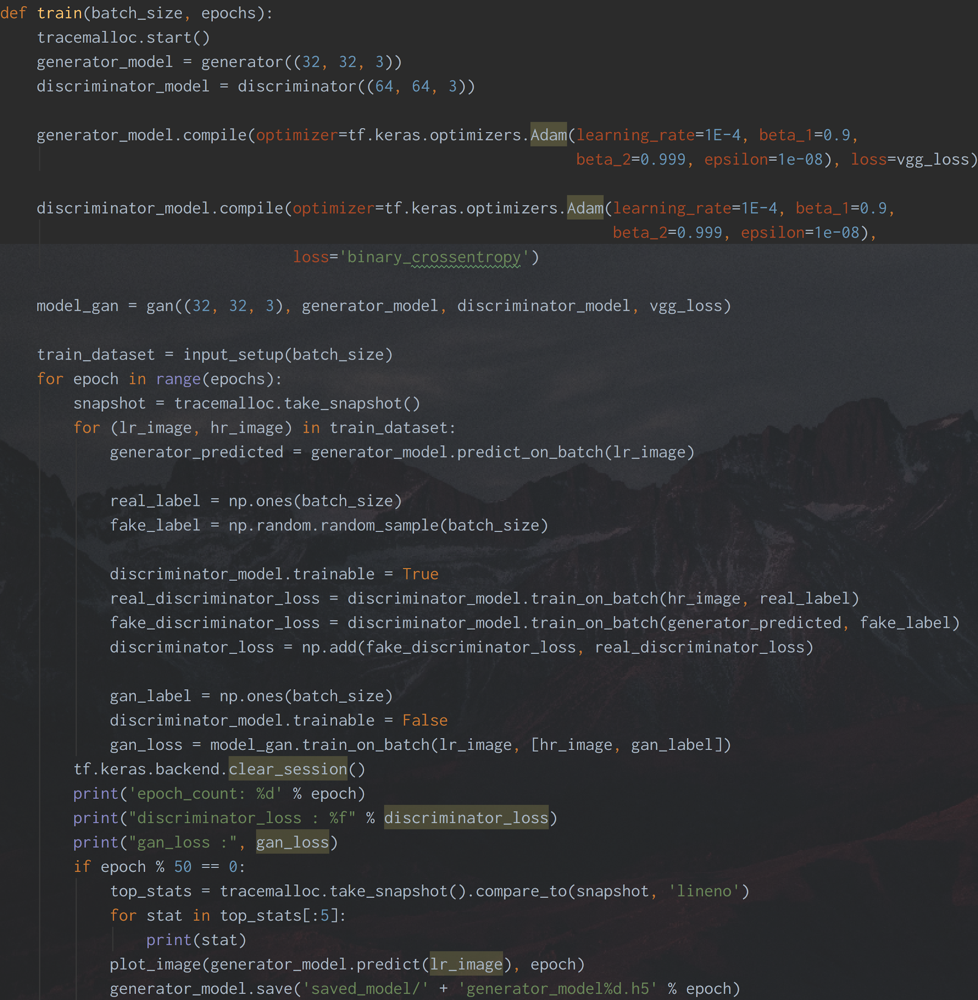 def train(batch_size, epochs):
    tracemalloc.start()
    generator_model = generator((32, 32, 3))
    discriminator_model = discriminator((64, 64, 3))

    generator_model.compile(optimizer=tf.keras.optimizers.Adam(learning_rate=1E-4, beta_1=0.9,
                                                           beta_2=0.999, epsilon=1e-08), loss=vgg_loss)

    discriminator_model.compile(optimizer=tf.keras.optimizers.Adam(learning_rate=1E-4, beta_1=0.9,
                                                               beta_2=0.999, epsilon=1e-08),
                                loss='binary_crossentropy')

    model_gan = gan((32, 32, 3), generator_model, discriminator_model, vgg_loss)

    train_dataset = input_setup(batch_size)
    for epoch in range(epochs):
        snapshot = tracemalloc.take_snapshot()
        for (lr_image, hr_image) in train_dataset:
            generator_predicted = generator_model.predict_on_batch(lr_image)

            real_label = np.ones(batch_size)
            fake_label = np.random.random_sample(batch_size)

            discriminator_model.trainable = True
            real_discriminator_loss = discriminator_model.train_on_batch(hr_image, real_label)
            fake_discriminator_loss = discriminator_model.train_on_batch(generator_predicted, fake_label)
            discriminator_loss = np.add(fake_discriminator_loss, real_discriminator_loss)

            gan_label = np.ones(batch_size)
            discriminator_model.trainable = False
            gan_loss = model_gan.train_on_batch(lr_image, [hr_image, gan_label])
        tf.keras.backend.clear_session()
        print('epoch_count: %d' % epoch)
        print("discriminator_loss : %f" % discriminator_loss)
        print("gan_loss :", gan_loss)
        if epoch % 50 == 0:
            top_stats = tracemalloc.take_snapshot().compare_to(snapshot, 'lineno')
            for stat in top_stats[:5]:
                print(stat)
            plot_image(generator_model.predict(lr_image), epoch)
            generator_model.save('saved_model/' + 'generator_model%d.h5' % epoch)